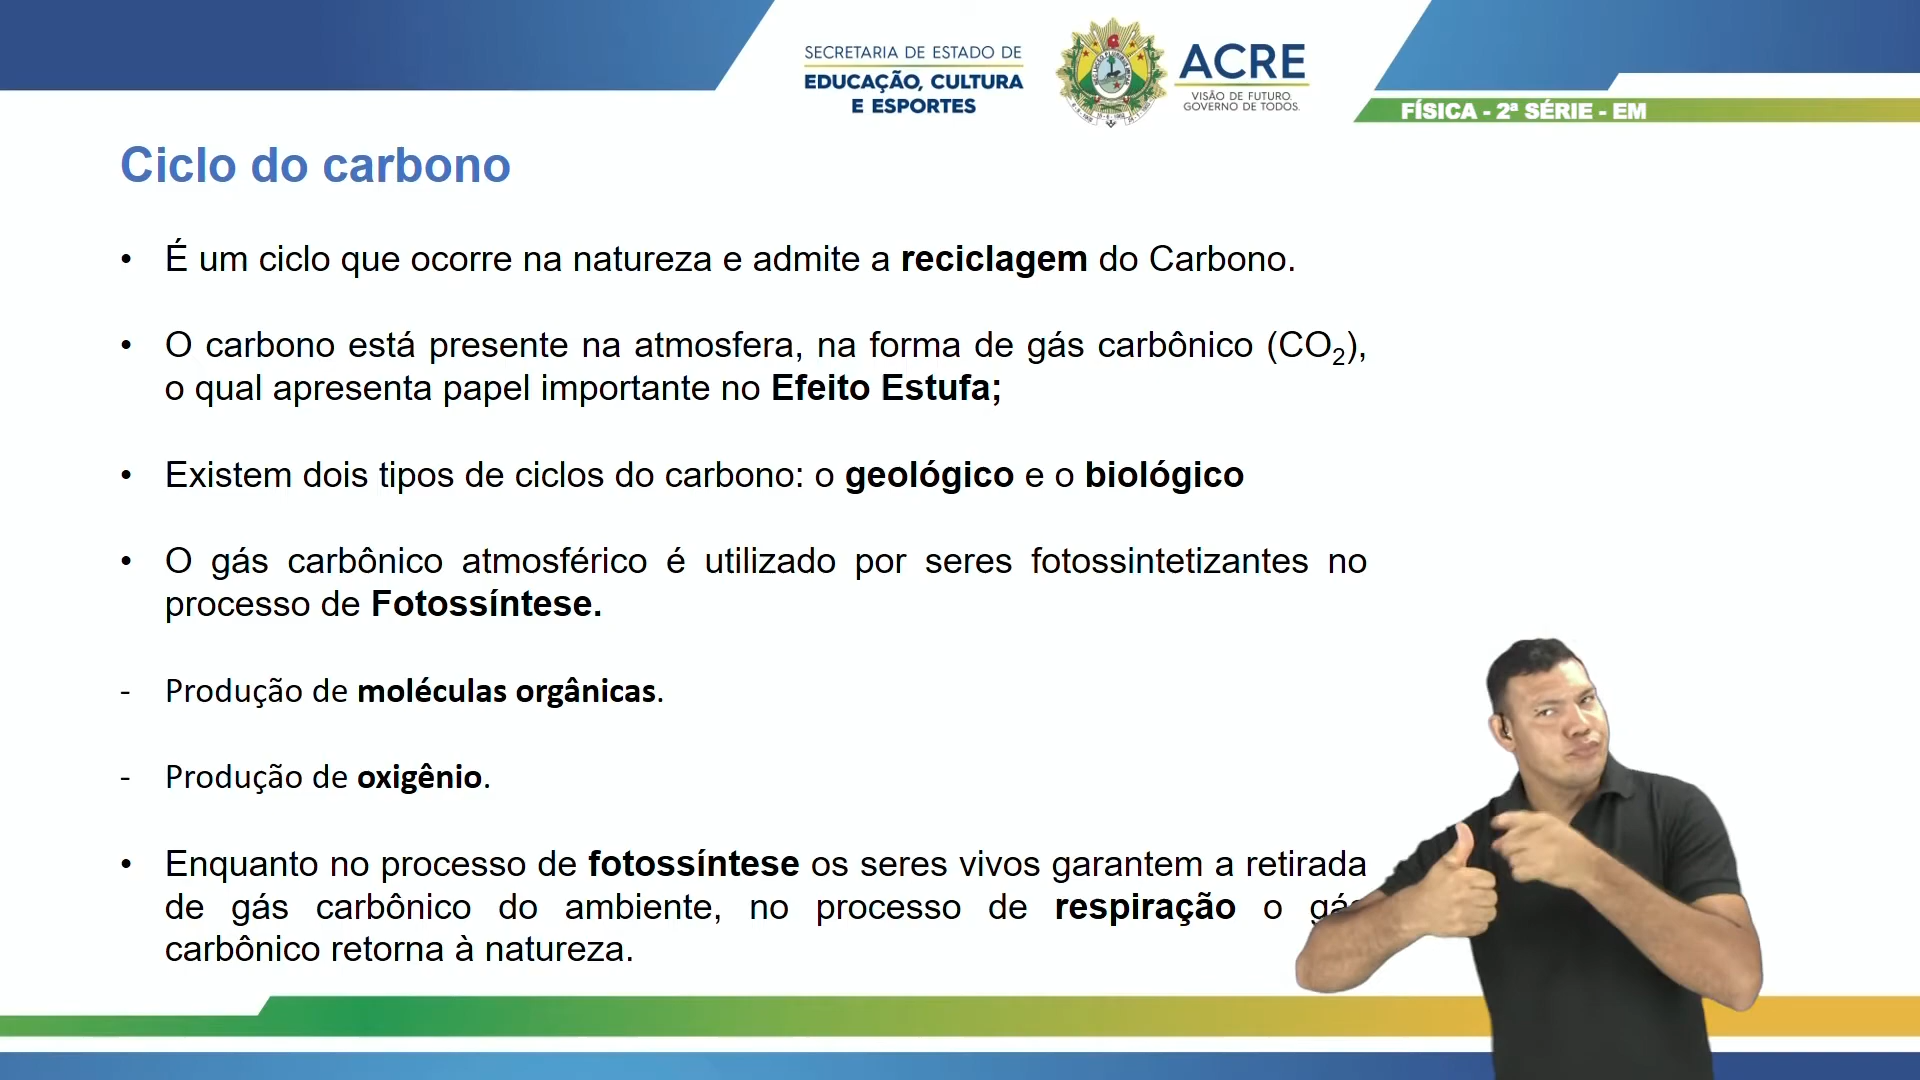 SECRETARIA DE ESTADO DE
EDUCAÇÃO, CULTURA
E ESPORTES
ACRE
VISÃO DE FUTURO.
GOVERNO DE TODOS.
FÍSICA - 2ª SÉRIE - EM
Ciclo do carbono
• É um ciclo que ocorre na natureza e admite a reciclagem do Carbono.
• O carbono está presente na atmosfera, na forma de gás carbônico (CO₂),
o qual apresenta papel importante no Efeito Estufa;
• Existem dois tipos de ciclos do carbono: o geológico e o biológico
• O gás carbônico atmosférico é utilizado por seres fotossintetizantes no
processo de Fotossíntese.
- Produção de moléculas orgânicas.
- Produção de oxigênio.
• Enquanto no processo de fotossíntese os seres vivos garantem a retirada
de gás carbônico do ambiente, no processo de respiração o gás
carbônico retorna à natureza.